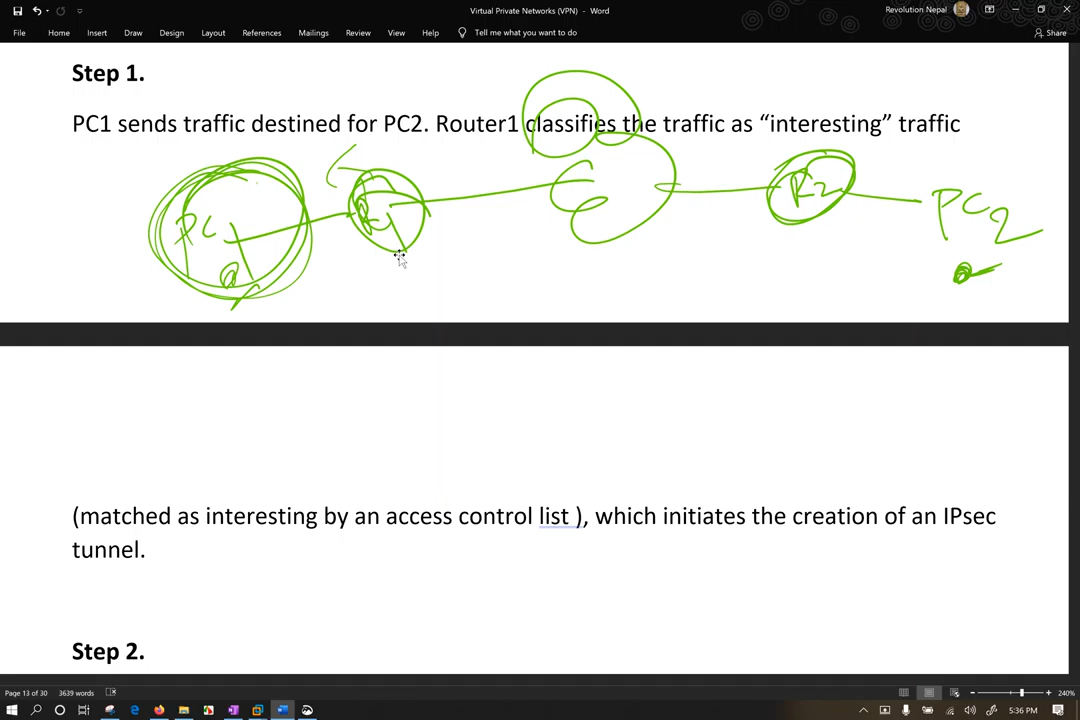 Virtual Private Networks (VPN) - Word
Revolution Nepal
File Home Insert Draw Design Layout References Mailings Review View Help Tell me what you want to do Share
Step 1.
PC1 sends traffic destined for PC2. Router1 classifies the traffic as “interesting” traffic
PC
R2
PC2
(matched as interesting by an access control list ), which initiates the creation of an IPsec
tunnel.
Step 2.
Page 13 of 30 3639 words 240%
5:36 PM